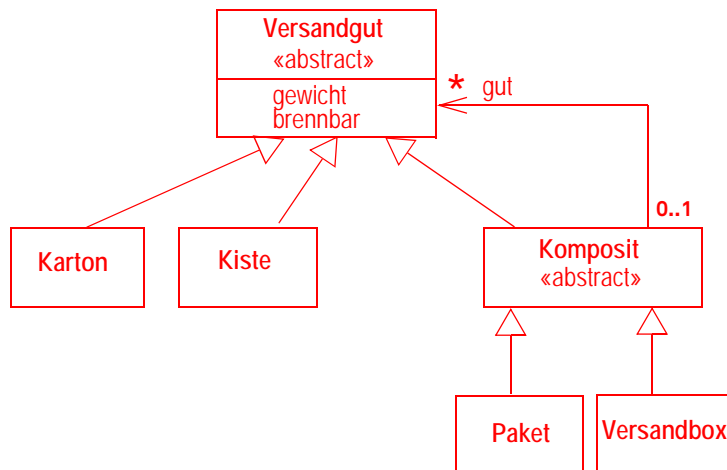 Versandgut
«abstract»
gewicht
brennbar
* gut
0..1
Karton
Kiste
Komposit
«abstract»
Paket
Versandbox